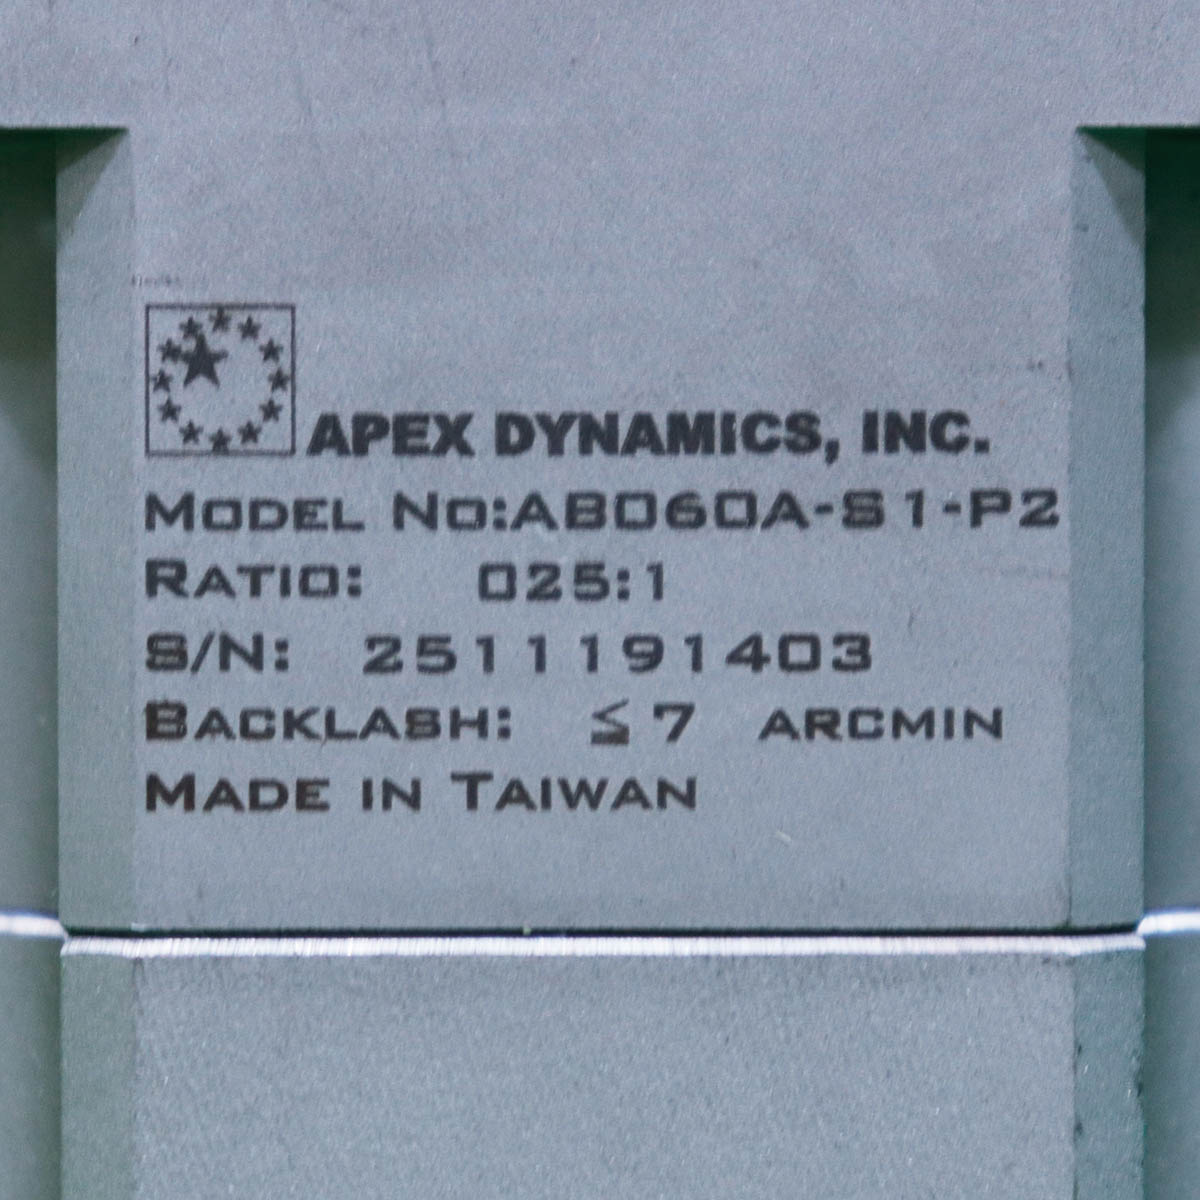 APEX DYNAMICS, INC.
MODEL NO:AB060A-S1-P2
RATIO: 025:1
S/N: 2511191403
BACKLASH: ≦7 ARCMIN
MADE IN TAIWAN